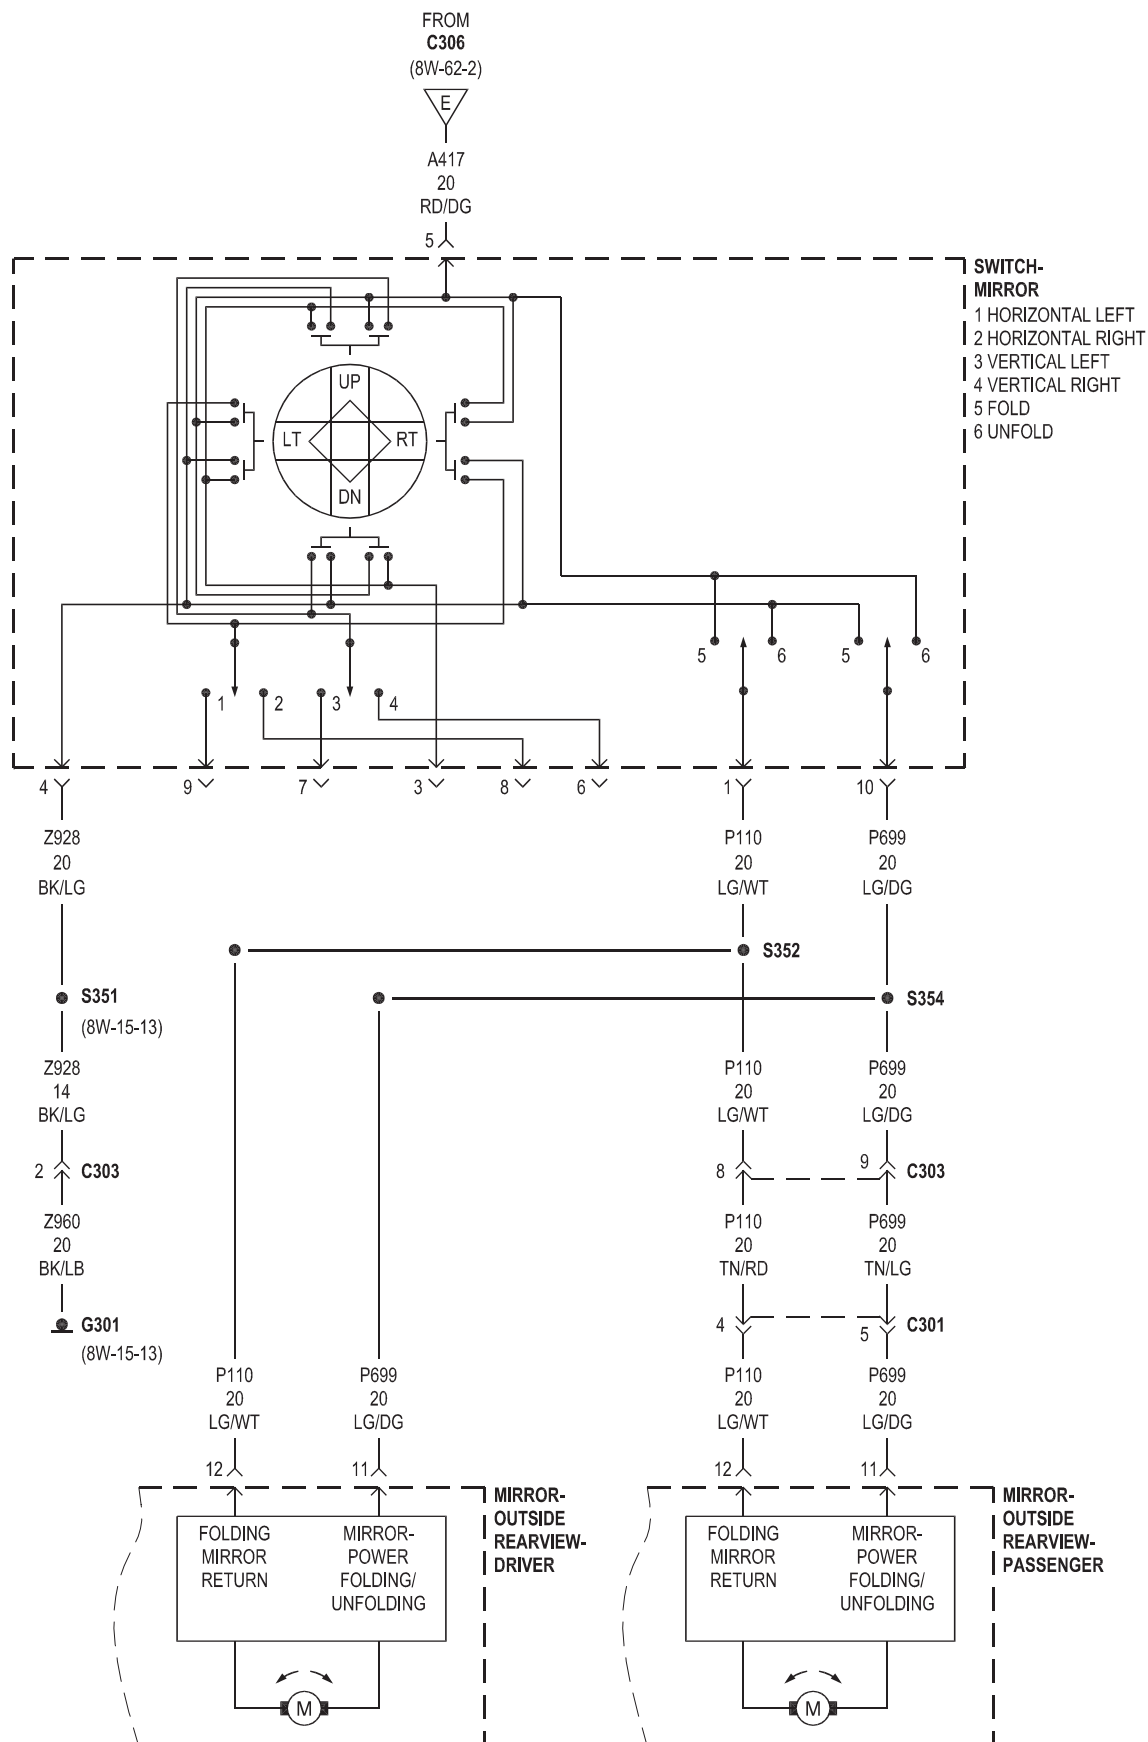 FROM
C306
(8W-62-2)
E
A417
20
RD/DG
5
SWITCH-
MIRROR
1 HORIZONTAL LEFT
2 HORIZONTAL RIGHT
3 VERTICAL LEFT
4 VERTICAL RIGHT
5 FOLD
6 UNFOLD
UP
LT
RT
DN
5
6
5
6
1
2
3
4
4
9
7
3
8
6
1
10
Z928
20
BK/LG
P110
20
LG/WT
P699
20
LG/DG
S352
S351
(8W-15-13)
S354
Z928
14
BK/LG
P110
20
LG/WT
P699
20
LG/DG
2
C303
8
9
C303
Z960
20
BK/LB
P110
20
TN/RD
P699
20
TN/LG
G301
(8W-15-13)
4
5
C301
P110
20
LG/WT
P699
20
LG/DG
P110
20
LG/WT
P699
20
LG/DG
12
11
12
11
MIRROR-
OUTSIDE
REARVIEW-
DRIVER
FOLDING
MIRROR
RETURN
MIRROR-
POWER
FOLDING/
UNFOLDING
M
MIRROR-
OUTSIDE
REARVIEW-
PASSENGER
FOLDING
MIRROR
RETURN
MIRROR-
POWER
FOLDING/
UNFOLDING
M